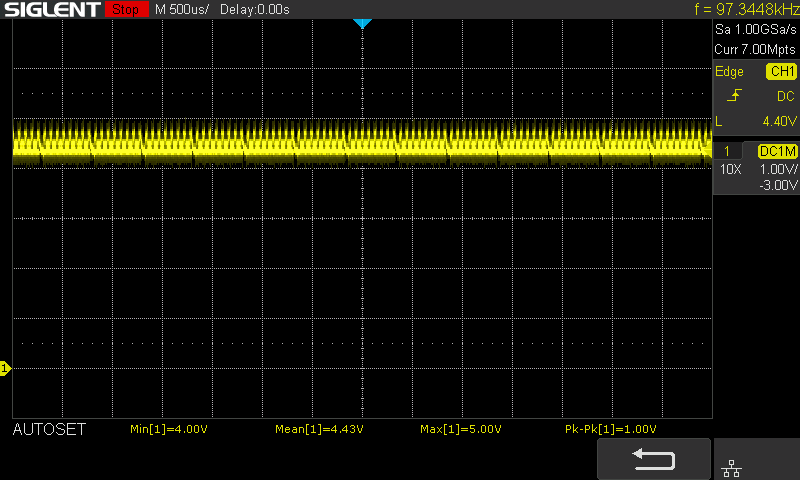 SIGLENT Stop M 500us/ Delay:0.00s f = 97.3448kHz
Sa 1.00GSa/s
Curr 7.00Mpts
Edge CH1
DC
L 4.40V
1 DC1M
10X 1.00V/
-3.00V
1
AUTOSET Min[1]=4.00V Mean[1]=4.43V Max[1]=5.00V Pk-Pk[1]=1.00V